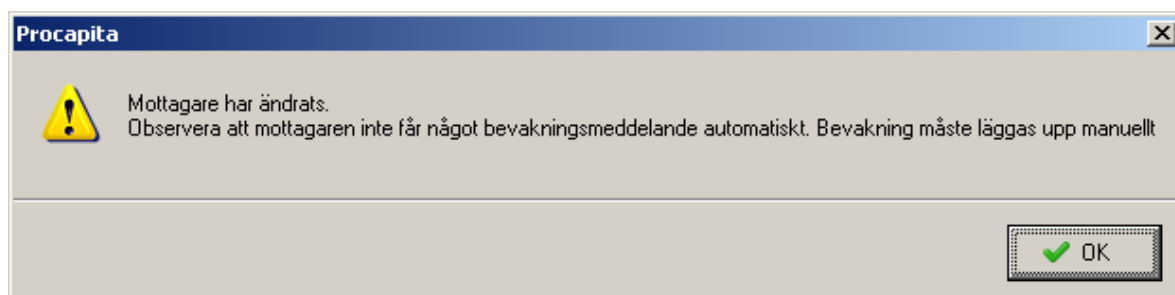 Procapita
Mottagare har ändrats.
Observera att mottagaren inte får något bevakningsmeddelande automatiskt. Bevakning måste läggas upp manuellt
OK